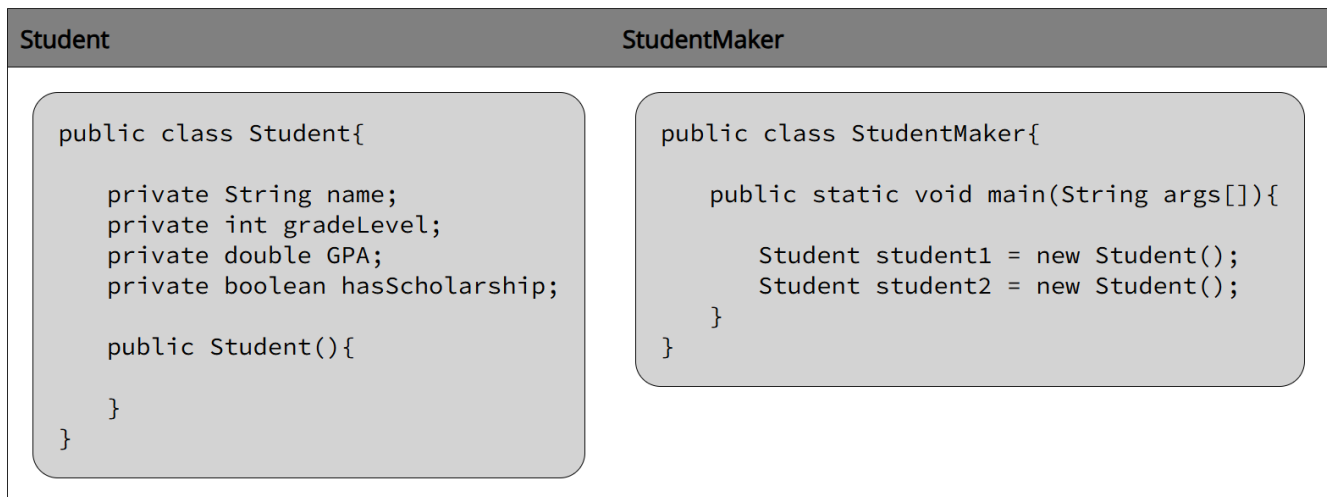 Student
StudentMaker
public class Student{
private String name;
private int gradeLevel;
private double GPA;
private boolean hasScholarship;
public Student(){
}
}
public class StudentMaker{
public static void main(String args[]){
Student student1 = new Student();
Student student2 = new Student();
}
}